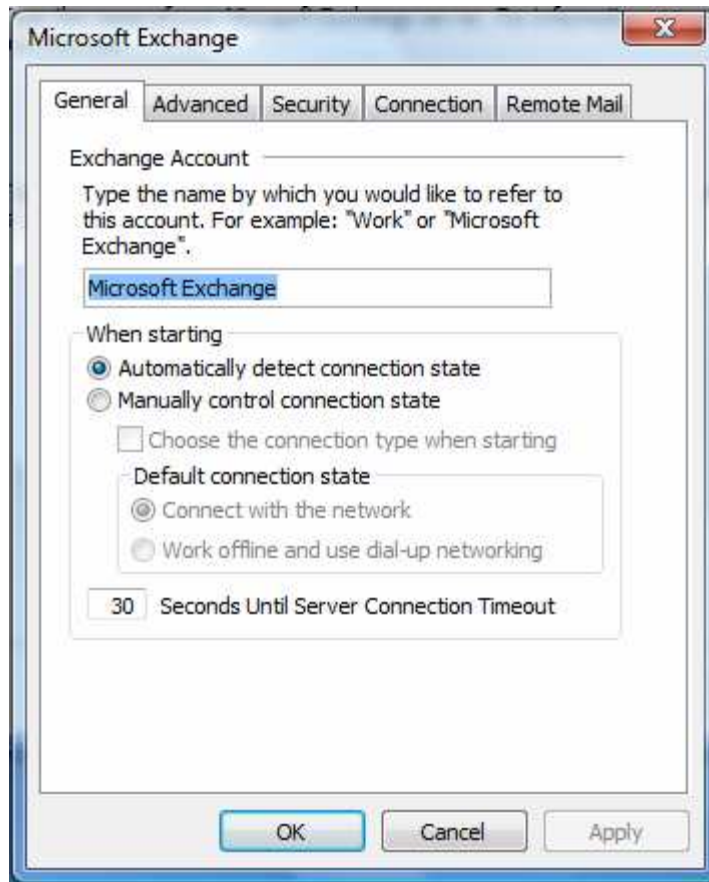 Microsoft Exchange
General Advanced Security Connection Remote Mail
Exchange Account
Type the name by which you would like to refer to
this account. For example: "Work" or "Microsoft
Exchange".
Microsoft Exchange
When starting
Automatically detect connection state
Manually control connection state
Choose the connection type when starting
Default connection state
Connect with the network
Work offline and use dial-up networking
30 Seconds Until Server Connection Timeout
OK Cancel Apply